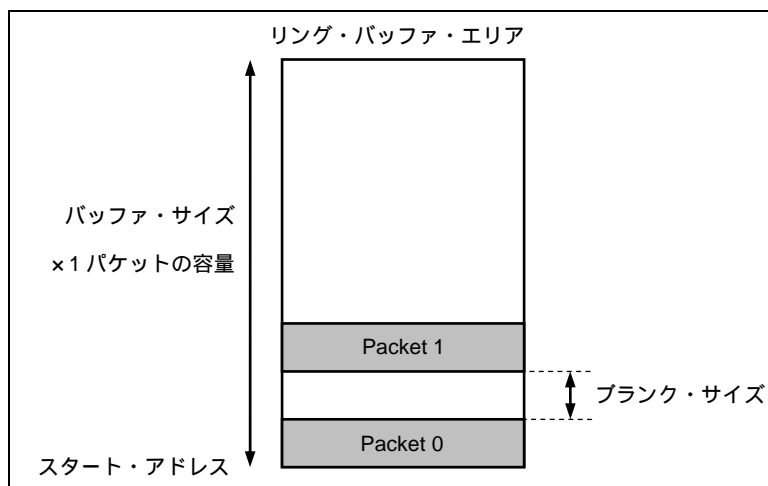 リング・バッファ・エリア
バッファ・サイズ
×1パケットの容量
Packet 1
ブランク・サイズ
Packet 0
スタート・アドレス